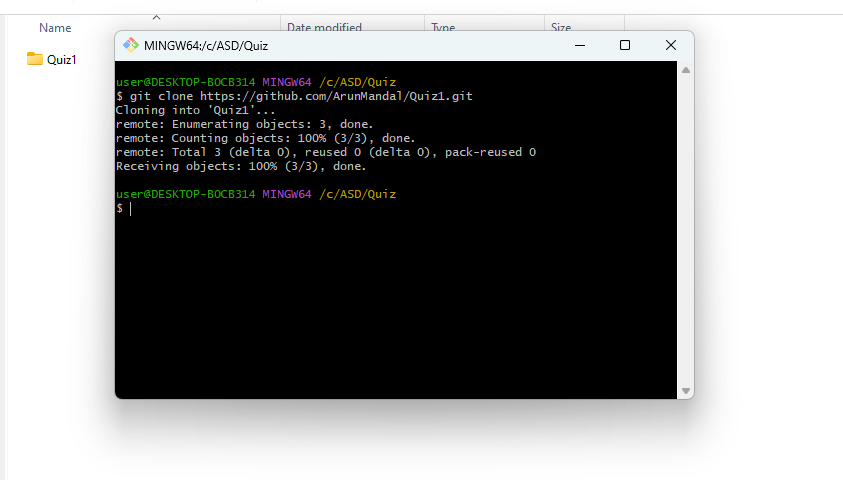 Name Date modified Type Size
Quiz1
MINGW64:/c/ASD/Quiz
user@DESKTOP-BOCB314 MINGW64 /c/ASD/Quiz
$ git clone https://github.com/ArunMandal/Quiz1.git
Cloning into 'Quiz1'...
remote: Enumerating objects: 3, done.
remote: Counting objects: 100% (3/3), done.
remote: Total 3 (delta 0), reused 0 (delta 0), pack-reused 0
Receiving objects: 100% (3/3), done.
user@DESKTOP-BOCB314 MINGW64 /c/ASD/Quiz
$